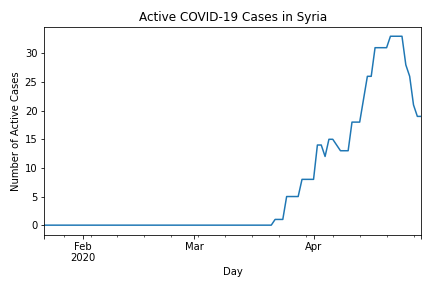 Active COVID-19 Cases in Syria
Number of Active Cases
30
25
20
15
10
5
0
Feb
2020
Mar
Apr
Day